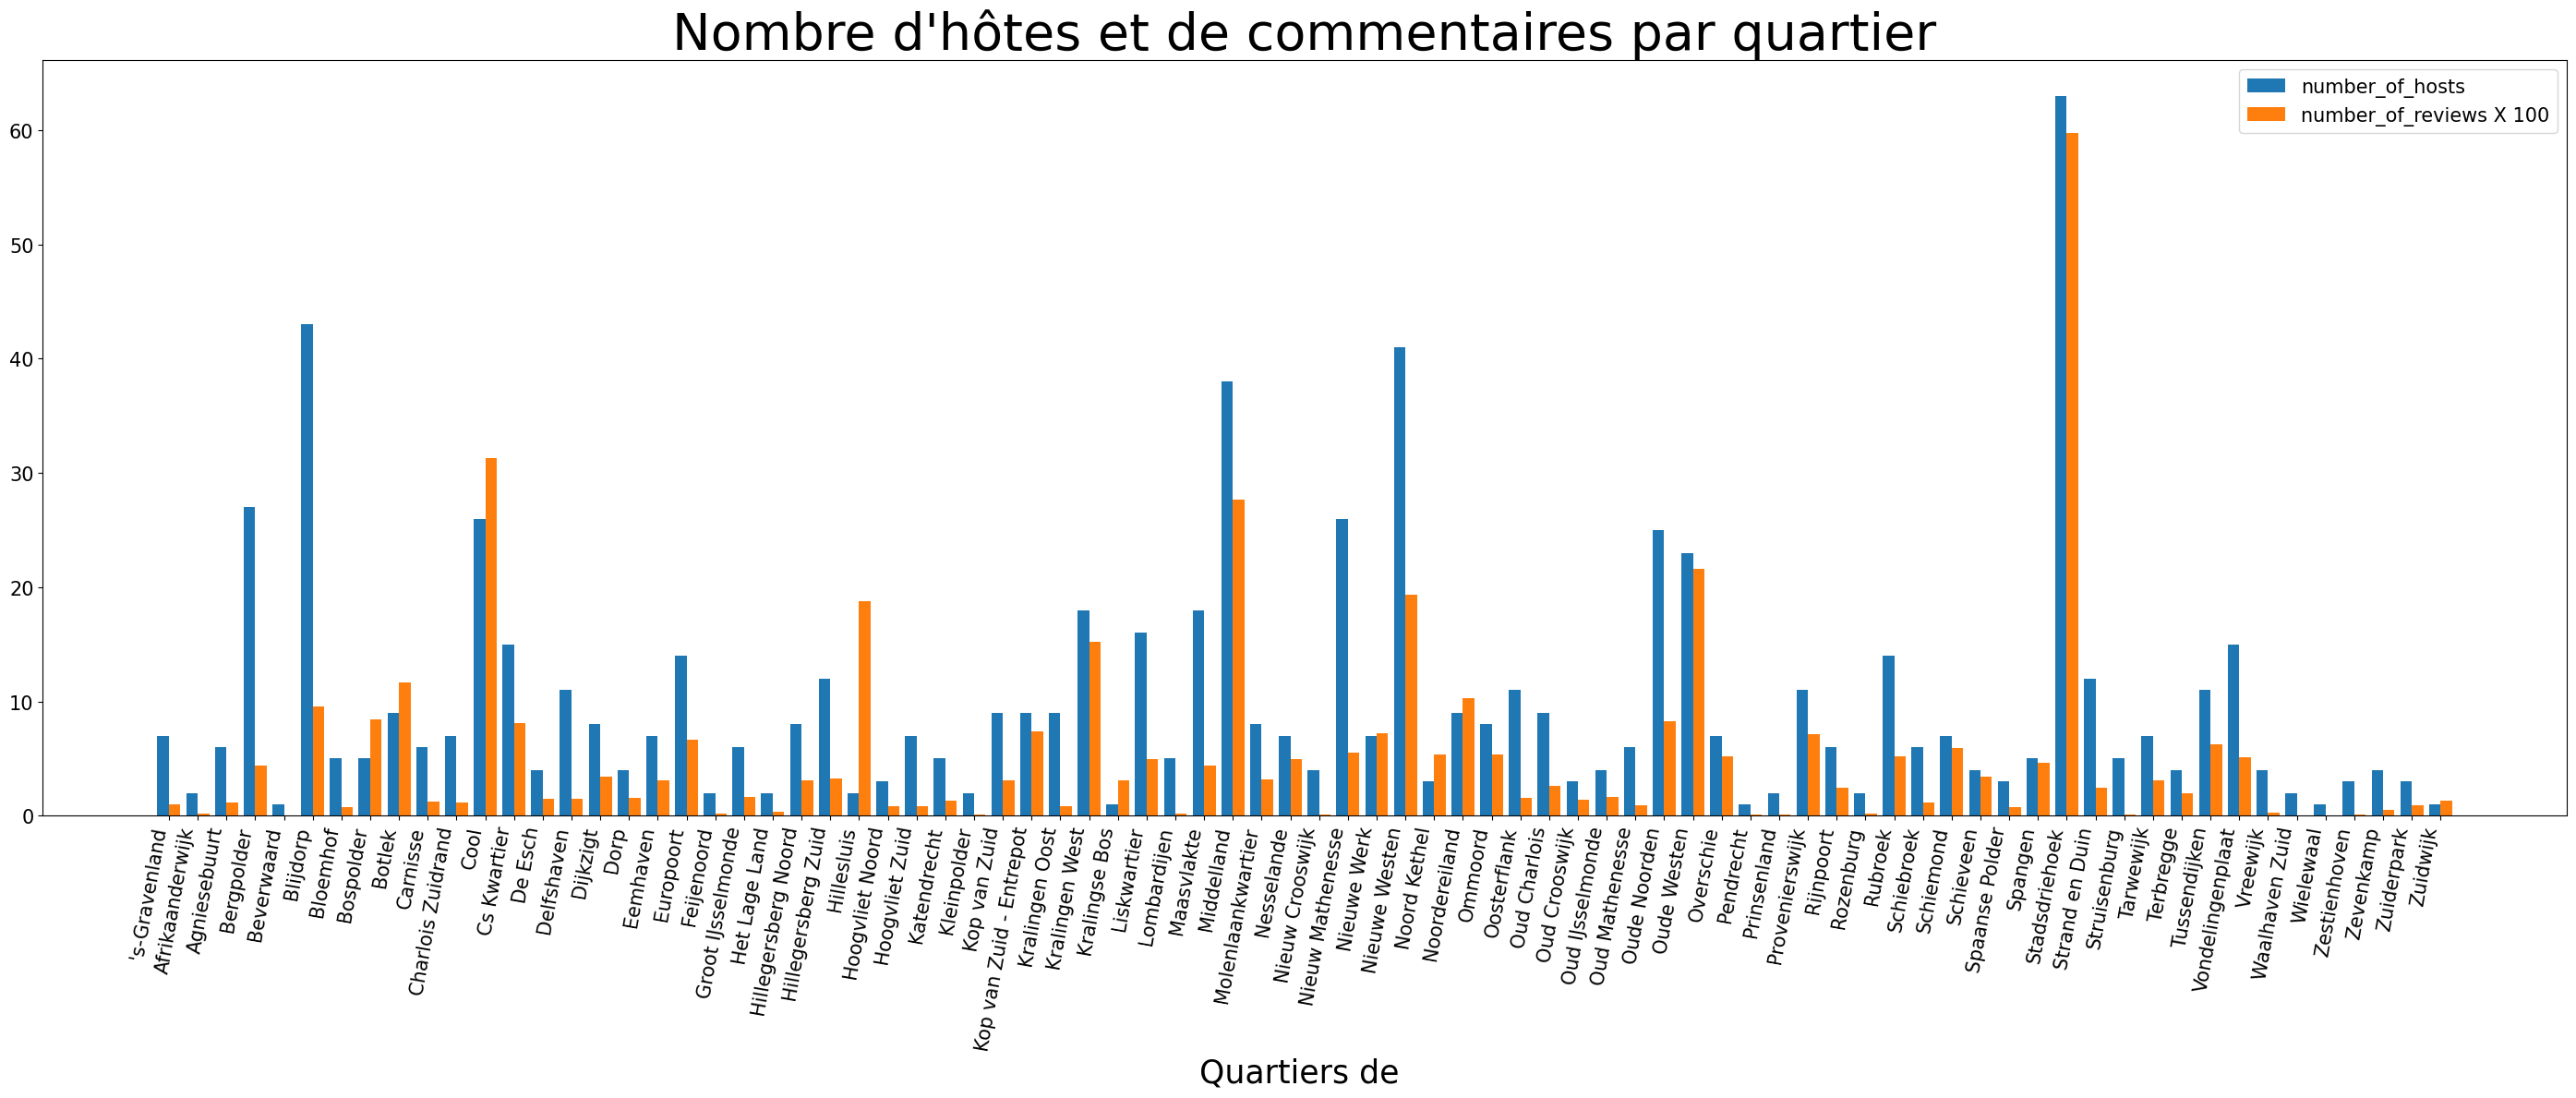 Nombre d'hôtes et de commentaires par quartier
number_of_hosts
number_of_reviews X 100
60
50
40
30
20
10
0
's-Gravenland
Afrikaanderwijk
Agniesebuurt
Bergpolder
Beverwaard
Blijdorp
Bloemhof
Bospolder
Botlek
Carnisse
Charlois Zuidrand
Cool
Cs Kwartier
De Esch
Delfshaven
Dijkzigt
Dorp
Eemhaven
Europoort
Feijenoord
Groot IJsselmonde
Het Lage Land
Hillegersberg Noord
Hillegersberg Zuid
Hillesluis
Hoogvliet Noord
Hoogvliet Zuid
Katendrecht
Kleinpolder
Kop van Zuid
Kop van Zuid - Entrepot
Kralingen Oost
Kralingen West
Kralingse Bos
Liskwartier
Lombardijen
Maasvlakte
Middelland
Molenlaankwartier
Nesselande
Nieuw Crooswijk
Nieuw Mathenesse
Nieuwe Werk
Nieuwe Westen
Noord Kethel
Noordereiland
Ommoord
Oosterflank
Oud Charlois
Oud Crooswijk
Oud IJsselmonde
Oud Mathenesse
Oude Noorden
Oude Westen
Overschie
Pendrecht
Prinsenland
Provenierswijk
Rijnpoort
Rozenburg
Rubroek
Schiebroek
Schiemond
Schieveen
Spaanse Polder
Spangen
Stadsdriehoek
Strand en Duin
Struisenburg
Tarwewijk
Terbregge
Tussendijken
Vondelingenplaat
Vreewijk
Waalhaven Zuid
Wielewaal
Zestienhoven
Zevenkamp
Zuiderpark
Zuidwijk
Quartiers de